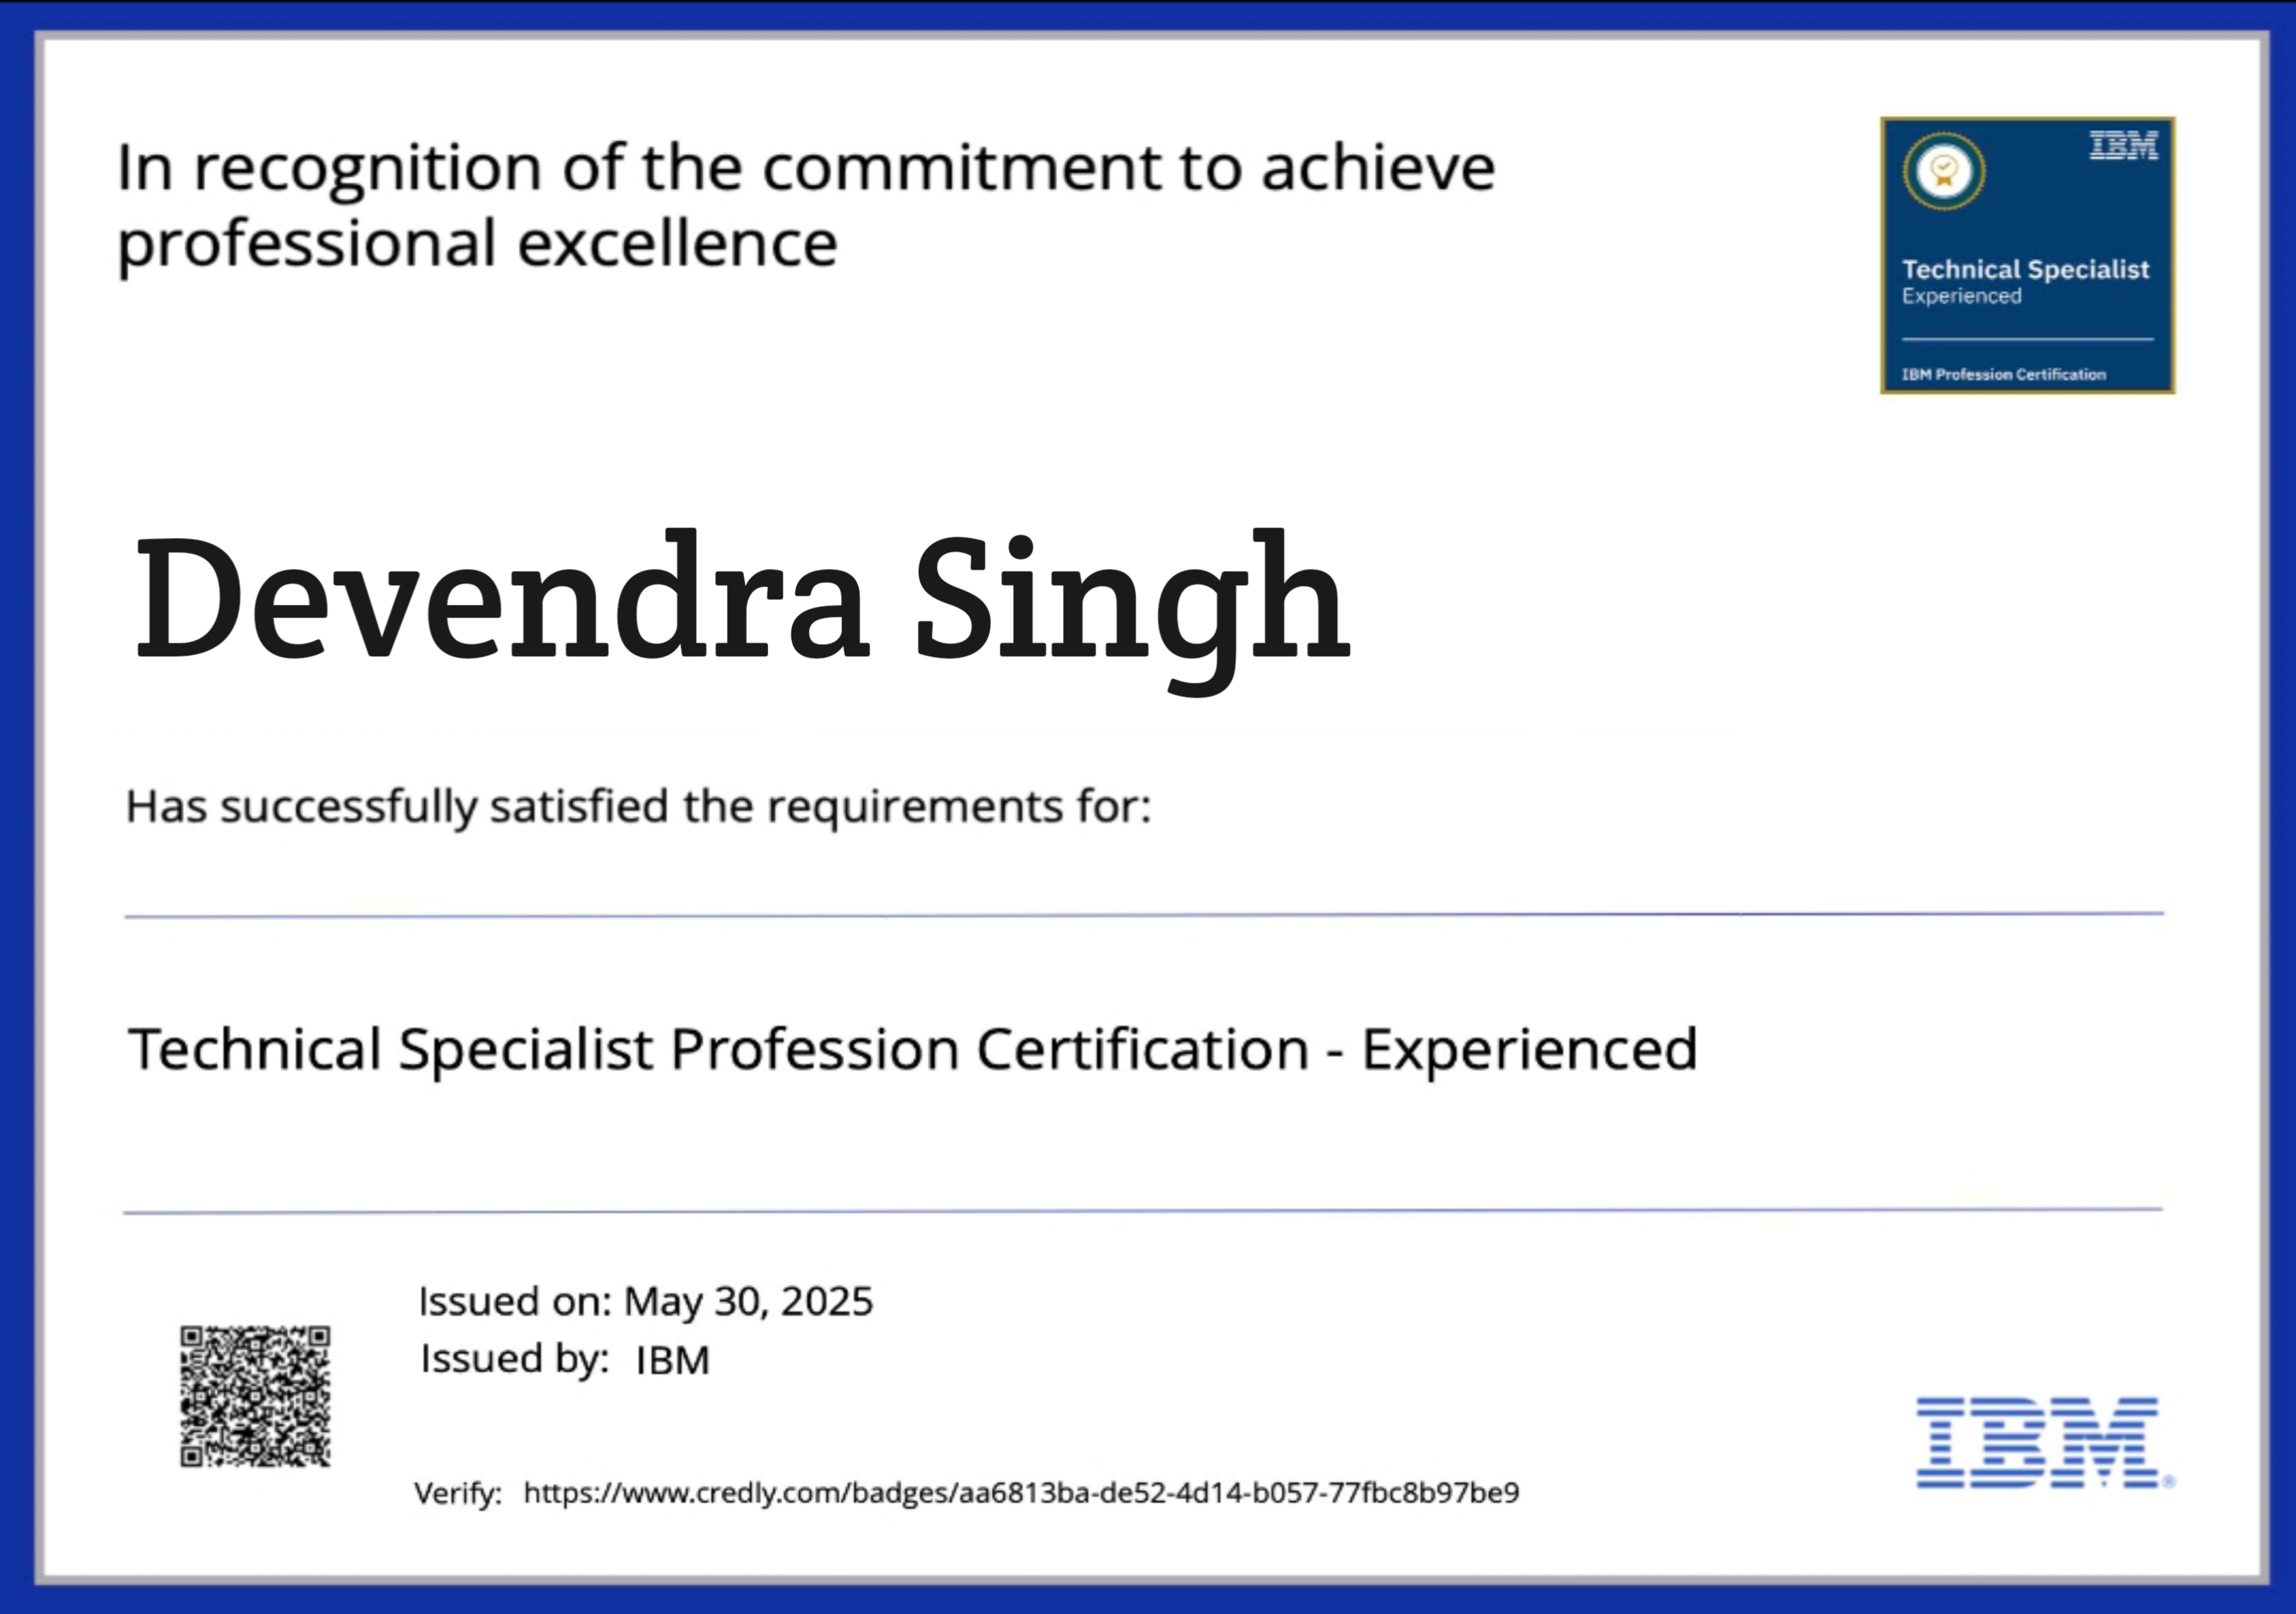 In recognition of the commitment to achieve
professional excellence
IBM
Technical Specialist
Experienced
IBM Profession Certification
Devendra Singh
Has successfully satisfied the requirements for:
Technical Specialist Profession Certification - Experienced
Issued on: May 30, 2025
Issued by: IBM
Verify: https://www.credly.com/badges/aa6813ba-de52-4d14-b057-77fbc8b97be9
IBM®